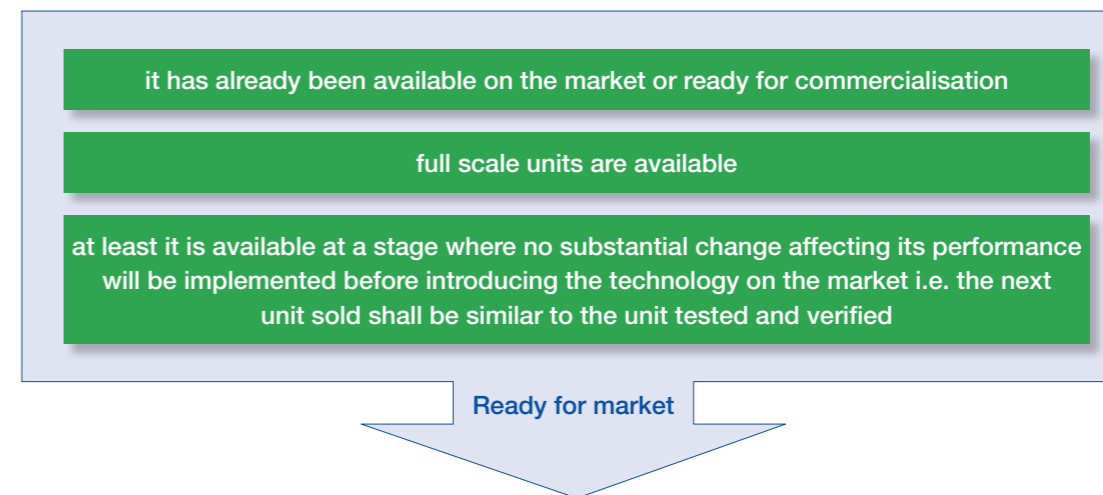 it has already been available on the market or ready for commercialisation
full scale units are available
at least it is available at a stage where no substantial change affecting its performance
will be implemented before introducing the technology on the market i.e. the next
unit sold shall be similar to the unit tested and verified
Ready for market